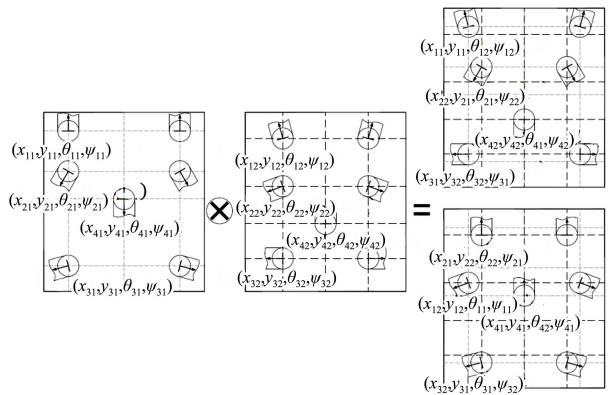 (x₁₁,y₁₁,θ₁₁,ψ₁₁)
(x₂₁,y₂₁,θ₂₁,ψ₂₁)
)
(x₄₁,y₄₁,θ₄₁,ψ₄₁)
(x₃₁,y₃₁,θ₃₁,ψ₃₁)
⊗
(x₁₂,y₁₂,θ₁₂,ψ₁₂)
(x₂₂,y₂₂,θ₂₂,ψ₂₂)
(x₄₂,y₄₂,θ₄₂,ψ₄₂)
(x₃₂,y₃₂,θ₃₂,ψ₃₂)
=
(x₁₁,y₁₁,θ₁₂,ψ₁₂)
(x₂₂,y₂₁,θ₂₁,ψ₂₂)
(x₄₂,y₄₂,θ₄₁,ψ₄₂)
(x₃₁,y₃₂,θ₃₂,ψ₃₁)
(x₂₁,y₂₂,θ₂₂,ψ₂₁)
(x₁₂,y₁₂,θ₁₁,ψ₁₁)
(x₄₁,y₄₁,θ₄₂,ψ₄₁)
(x₃₂,y₃₁,θ₃₁,ψ₃₂)